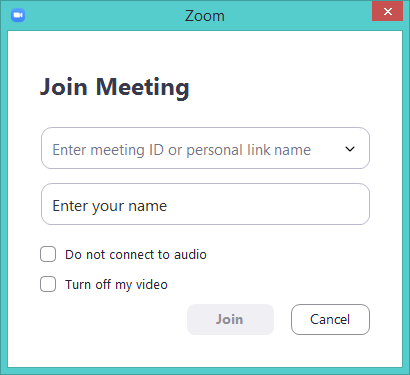 Zoom
Join Meeting
Enter meeting ID or personal link name
Enter your name
Do not connect to audio
Turn off my video
Join
Cancel